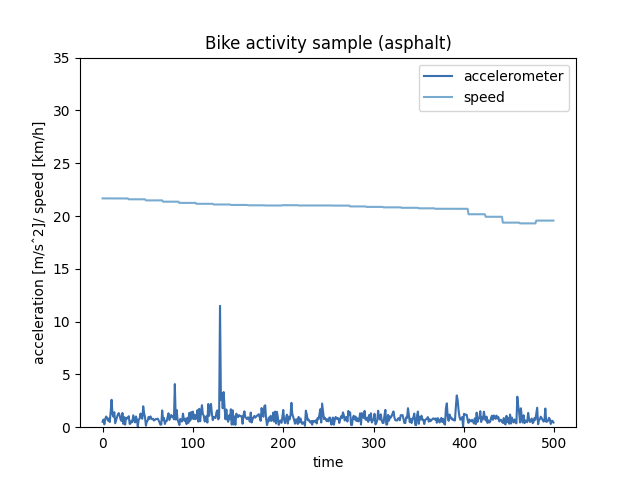 Bike activity sample (asphalt)
accelerometer
speed
acceleration [m/sˆ2]/ speed [km/h]
35
30
25
20
15
10
5
0
0 100 200 300 400 500
time